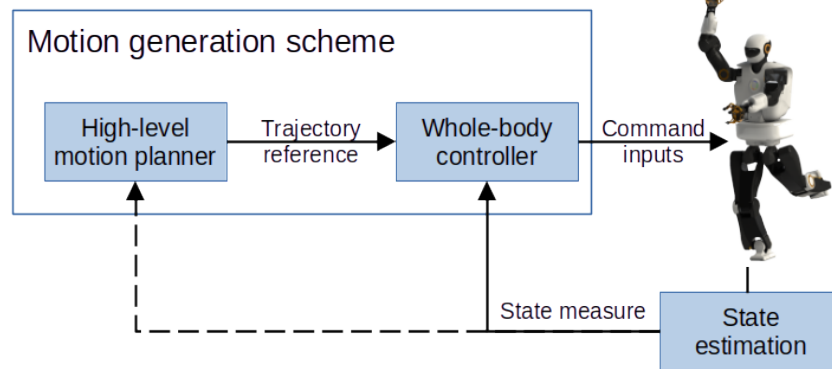 Motion generation scheme
High-level
motion planner
Trajectory
reference
Whole-body
controller
Command
inputs
State measure
State
estimation